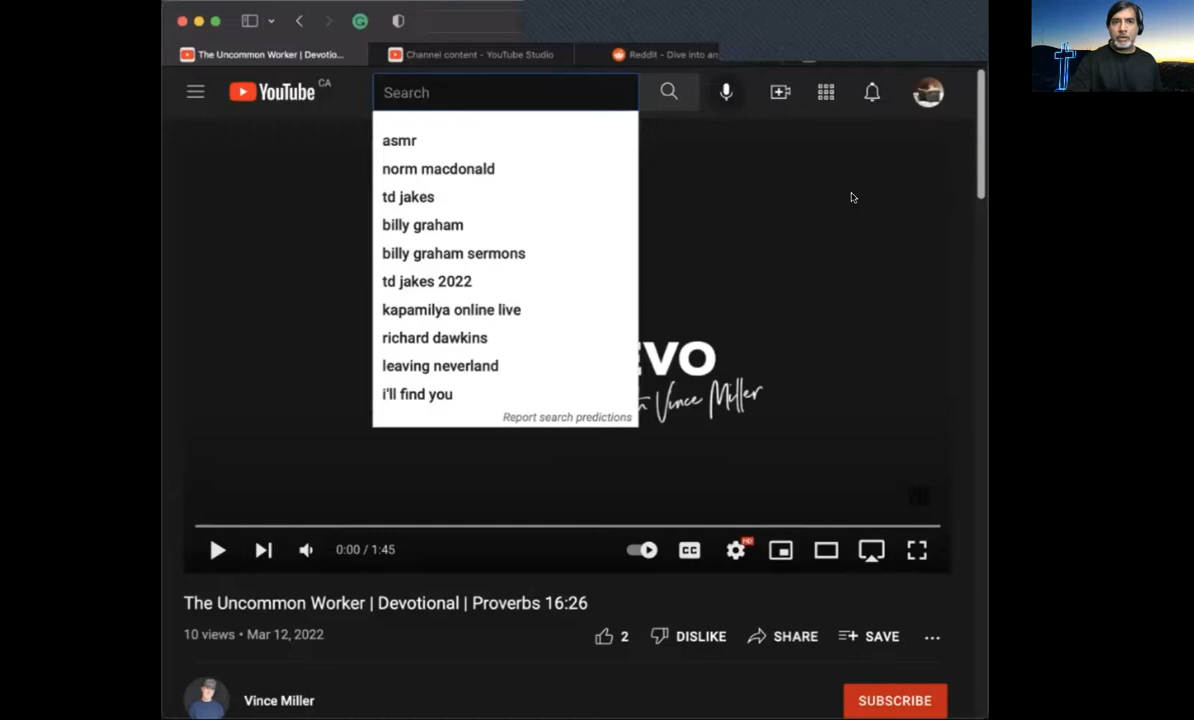 The Uncommon Worker | Devotio...
Channel content - YouTube Studio
Reddit - Dive into an
YouTube CA
Search
asmr
norm macdonald
td jakes
billy graham
billy graham sermons
td jakes 2022
kapamilya online live
richard dawkins
leaving neverland
i'll find you
Report search predictions
EVO
Vince Miller
0:00 / 1:45
CC
HD
The Uncommon Worker | Devotional | Proverbs 16:26
10 views • Mar 12, 2022
2
DISLIKE
SHARE
SAVE
...
Vince Miller
SUBSCRIBE